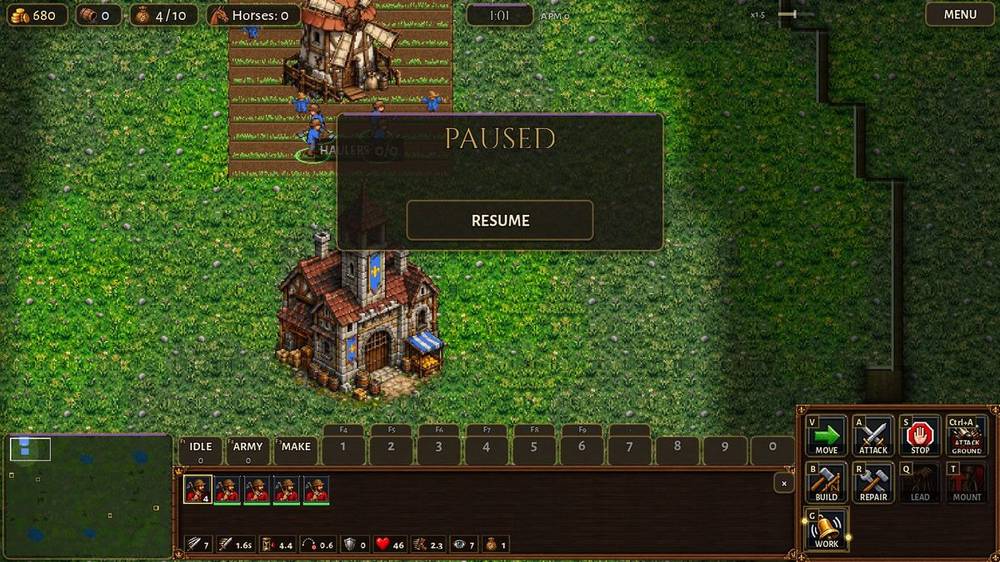 680
0
4/10
Horses: 0
1:01
APM 0
x1.5
MENU
HAULERS 0/0
PAUSED
RESUME
F4 F5 F6 F7 F8 F9
IDLE
0
ARMY
0
MAKE
1 2 3 4 5 6 7 8 9 0
4
×
7 1.6s 4.4 0.6 0 46 2.3 7 1
V
MOVE
A
ATTACK
S
STOP
Ctrl+A
ATTACK
GROUND
B
BUILD
R
REPAIR
Q
LEAD
T
MOUNT
G
WORK